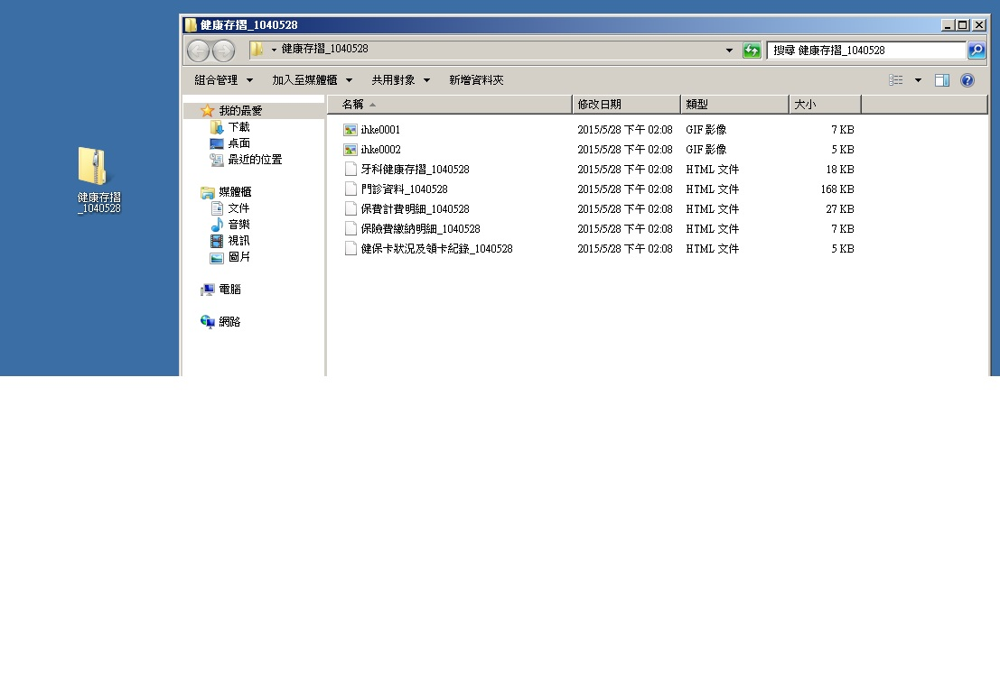 健康存摺_1040528
健康存摺_1040528
搜尋 健康存摺_1040528
組合管理 加入至媒體櫃 共用對象 新增資料夾
我的最愛
下載
桌面
最近的位置
媒體櫃
文件
音樂
視訊
圖片
電腦
網路
名稱 修改日期 類型 大小
ihke0001 2015/5/28 下午 02:08 GIF 影像 7 KB
ihke0002 2015/5/28 下午 02:08 GIF 影像 5 KB
牙科健康存摺_1040528 2015/5/28 下午 02:08 HTML 文件 18 KB
門診資料_1040528 2015/5/28 下午 02:08 HTML 文件 168 KB
保費計費明細_1040528 2015/5/28 下午 02:08 HTML 文件 27 KB
保險費繳納明細_1040528 2015/5/28 下午 02:08 HTML 文件 7 KB
健保卡狀況及領卡紀錄_1040528 2015/5/28 下午 02:08 HTML 文件 5 KB
健康存摺
_1040528